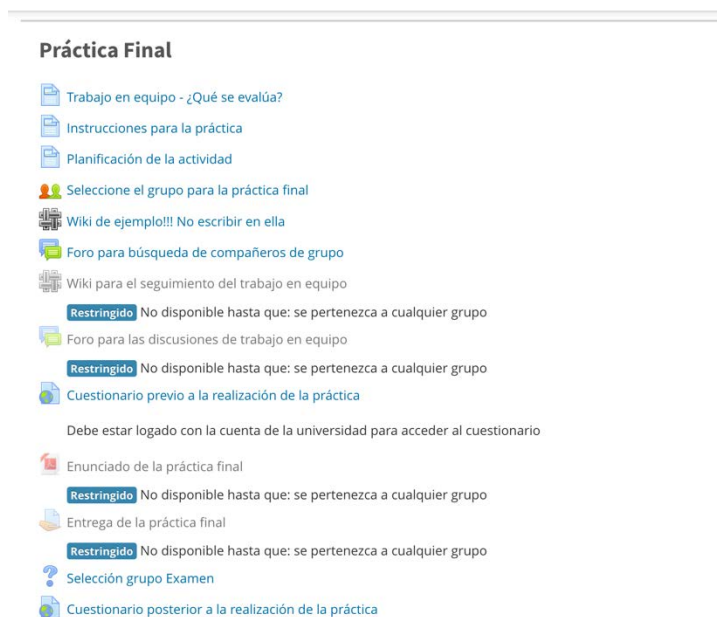 Práctica Final
Trabajo en equipo - ¿Qué se evalúa?
Instrucciones para la práctica
Planificación de la actividad
Seleccione el grupo para la práctica final
Wiki de ejemplo!!! No escribir en ella
Foro para búsqueda de compañeros de grupo
Wiki para el seguimiento del trabajo en equipo
Restringido No disponible hasta que: se pertenezca a cualquier grupo
Foro para las discusiones de trabajo en equipo
Restringido No disponible hasta que: se pertenezca a cualquier grupo
Cuestionario previo a la realización de la práctica
Debe estar logado con la cuenta de la universidad para acceder al cuestionario
Enunciado de la práctica final
Restringido No disponible hasta que: se pertenezca a cualquier grupo
Entrega de la práctica final
Restringido No disponible hasta que: se pertenezca a cualquier grupo
Selección grupo Examen
Cuestionario posterior a la realización de la práctica